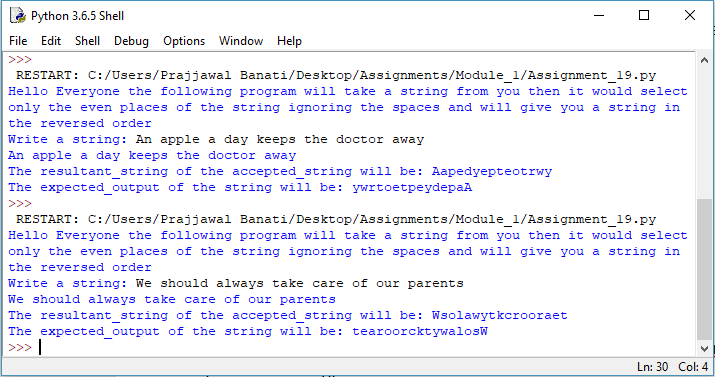 Python 3.6.5 Shell
File Edit Shell Debug Options Window Help
>>>
RESTART: C:/Users/Prajjawal Banati/Desktop/Assignments/Module_1/Assignment_19.py
Hello Everyone the following program will take a string from you then it would select
only the even places of the string ignoring the spaces and will give you a string in
the reversed order
Write a string: An apple a day keeps the doctor away
An apple a day keeps the doctor away
The resultant_string of the accepted_string will be: Aapedyepteotrwy
The expected_output of the string will be: ywrtoetpeydepaA
>>>
RESTART: C:/Users/Prajjawal Banati/Desktop/Assignments/Module_1/Assignment_19.py
Hello Everyone the following program will take a string from you then it would select
only the even places of the string ignoring the spaces and will give you a string in
the reversed order
Write a string: We should always take care of our parents
We should always take care of our parents
The resultant_string of the accepted_string will be: Wsolawytkcrooraet
The expected_output of the string will be: tearoorcktywalosW
>>>
Ln: 30 Col: 4